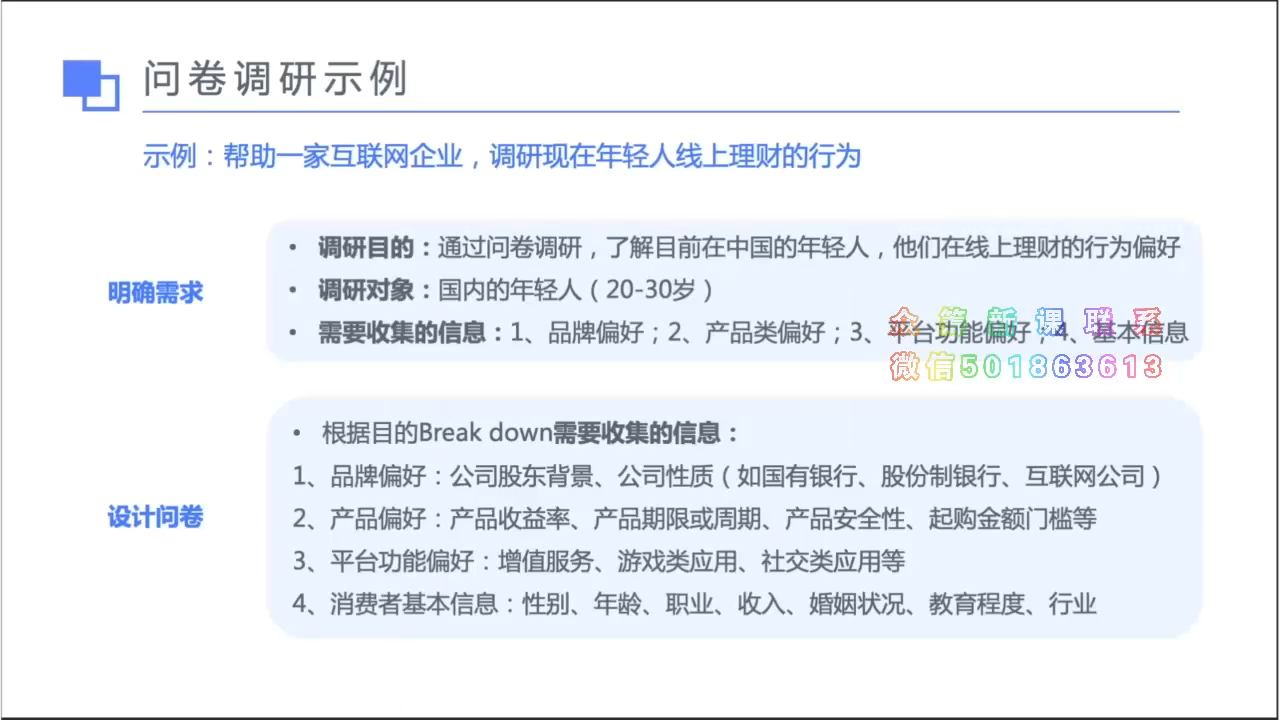 问卷调研示例
示例：帮助一家互联网企业，调研现在年轻人线上理财的行为
明确需求
• 调研目的：通过问卷调研，了解目前在中国的年轻人，他们在线上理财的行为偏好
• 调研对象：国内的年轻人（20-30岁）
• 需要收集的信息：1、品牌偏好；2、产品类偏好；3、平台功能偏好；4、基本信息
全篇新课联系
微信501863613
设计问卷
• 根据目的Break down需要收集的信息：
1、品牌偏好：公司股东背景、公司性质（如国有银行、股份制银行、互联网公司）
2、产品偏好：产品收益率、产品期限或周期、产品安全性、起购金额门槛等
3、平台功能偏好：增值服务、游戏类应用、社交类应用等
4、消费者基本信息：性别、年龄、职业、收入、婚姻状况、教育程度、行业